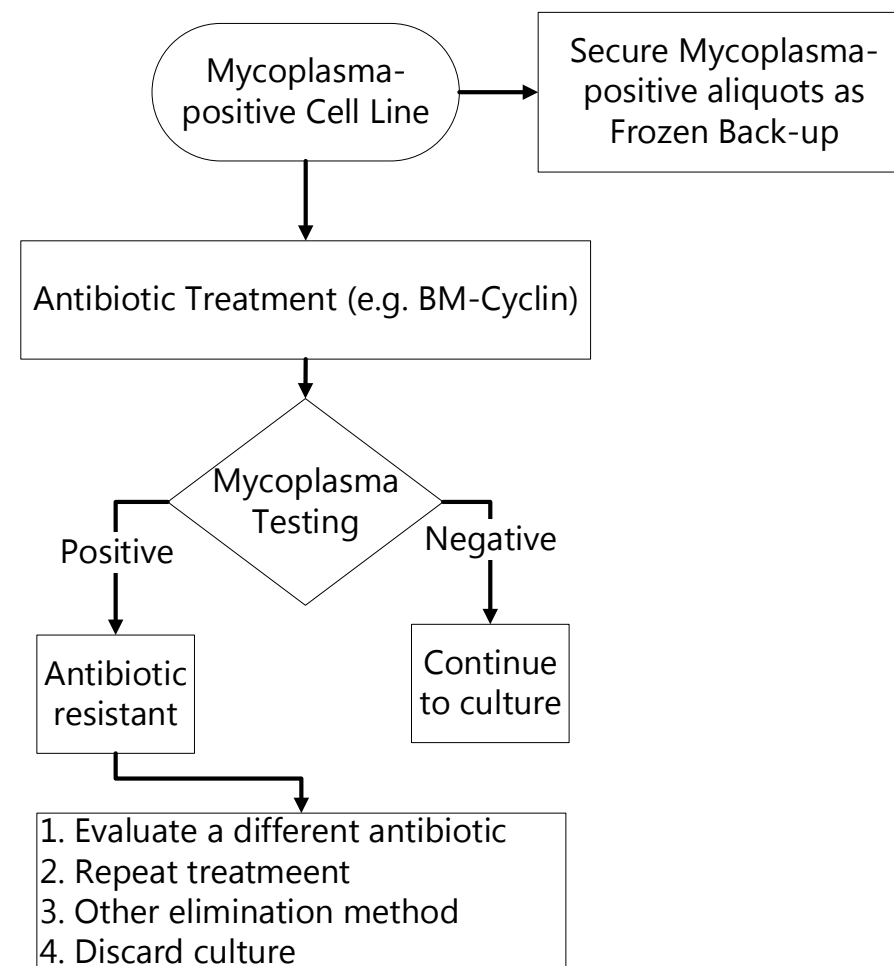 Mycoplasma-
positive Cell Line
Secure Mycoplasma-
positive aliquots as
Frozen Back-up
Antibiotic Treatment (e.g. BM-Cyclin)
Mycoplasma
Testing
Positive
Negative
Antibiotic
resistant
Continue
to culture
1. Evaluate a different antibiotic
2. Repeat treatmeent
3. Other elimination method
4. Discard culture